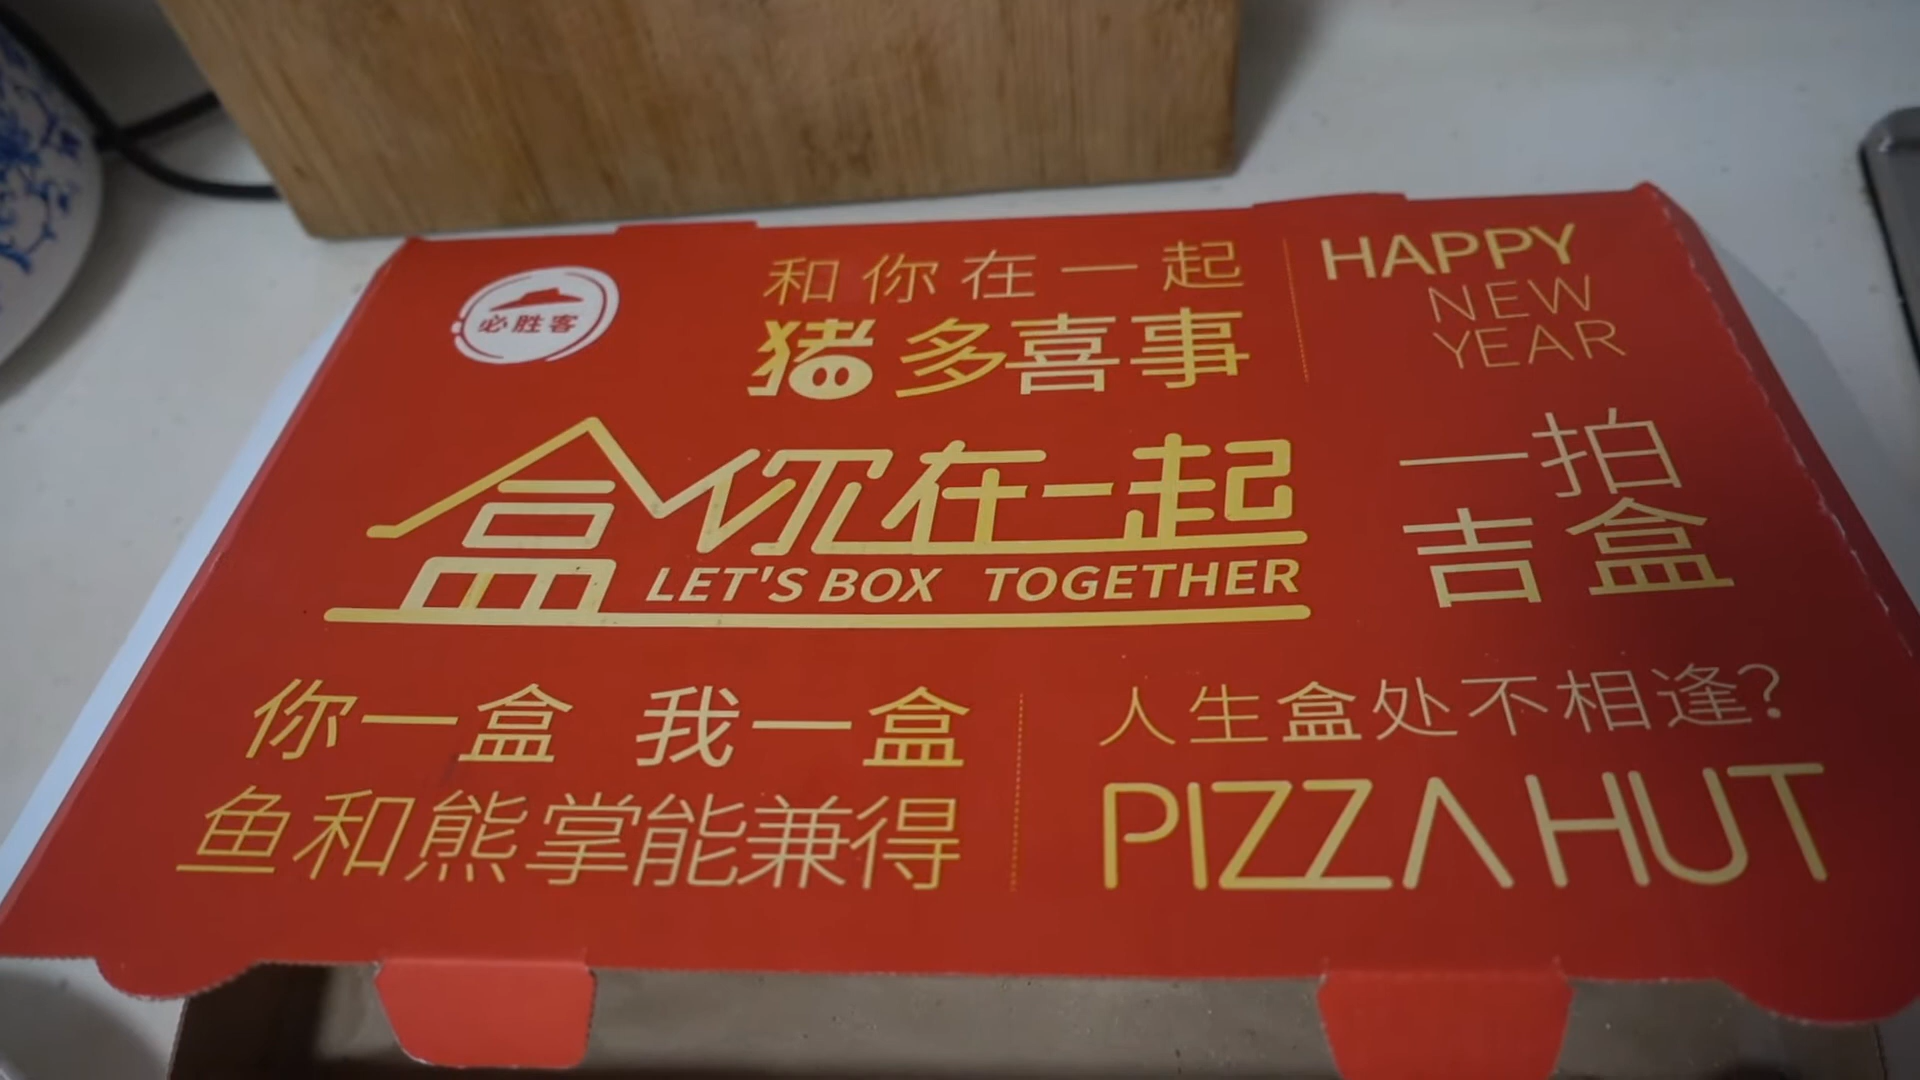 必胜客
和你在一起
猪多喜事
HAPPY
NEW
YEAR
盒你在一起
LET'S BOX TOGETHER
一拍
吉盒
你一盒 我一盒
鱼和熊掌能兼得
人生盒处不相逢?
PIZZA HUT